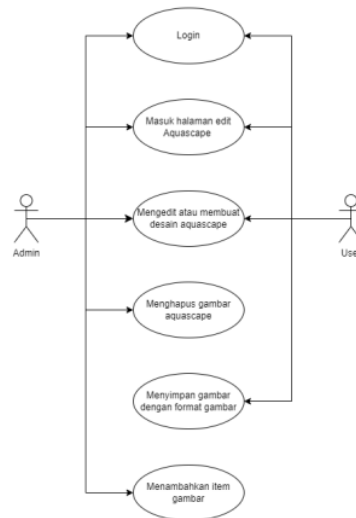 Login
Masuk halaman edit
Aquascape
Mengedit atau membuat
desain aquascape
Admin
Use
Menghapus gambar
aquascape
Menyimpan gambar
dengan format gambar
Menambahkan item
gambar